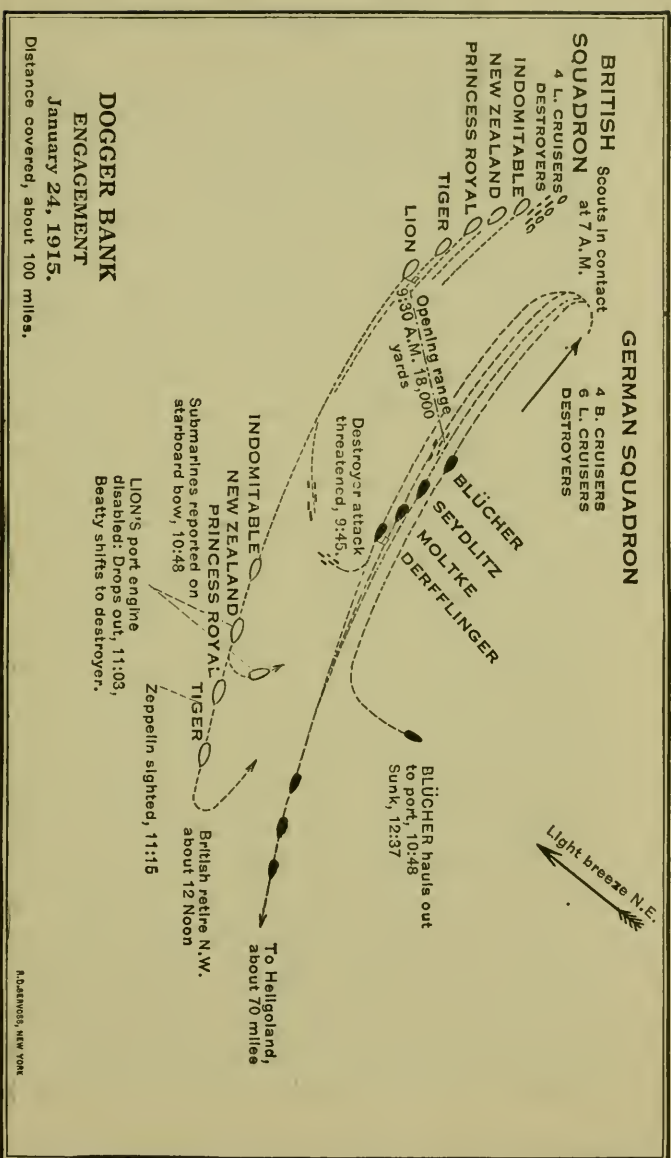 DOGGER BANK
ENGAGEMENT
January 24, 1915.
Distance covered, about 100 miles.
BRITISH
SQUADRON
4 L. CRUISERS
DESTROYERS
Scouts in contact
at 7 A.M.
INDOMITABLE
NEW ZEALAND
PRINCESS ROYAL
TIGER
LION
GERMAN SQUADRON
4 B. CRUISERS
6 L. CRUISERS
DESTROYERS
Opening range
9:30 A.M. 18,000
yards
BLÜCHER
SEYDLITZ
MOLTKE
DERFFLINGER
Destroyer attack
threatened, 9:45.
INDOMITABLE
NEW ZEALAND
PRINCESS ROYAL
TIGER
Submarines reported on
starboard bow, 10:48
LION'S port engine
disabled: Drops out, 11:03,
Beatty shifts to destroyer.
Zeppelin sighted, 11:15
British retire N.W.
about 12 Noon
BLÜCHER hauls out
to port, 10:48
Sunk, 12:37
Light breeze N.E.
To Heligoland,
about 70 miles
R.D.SERVOSS, NEW YORK